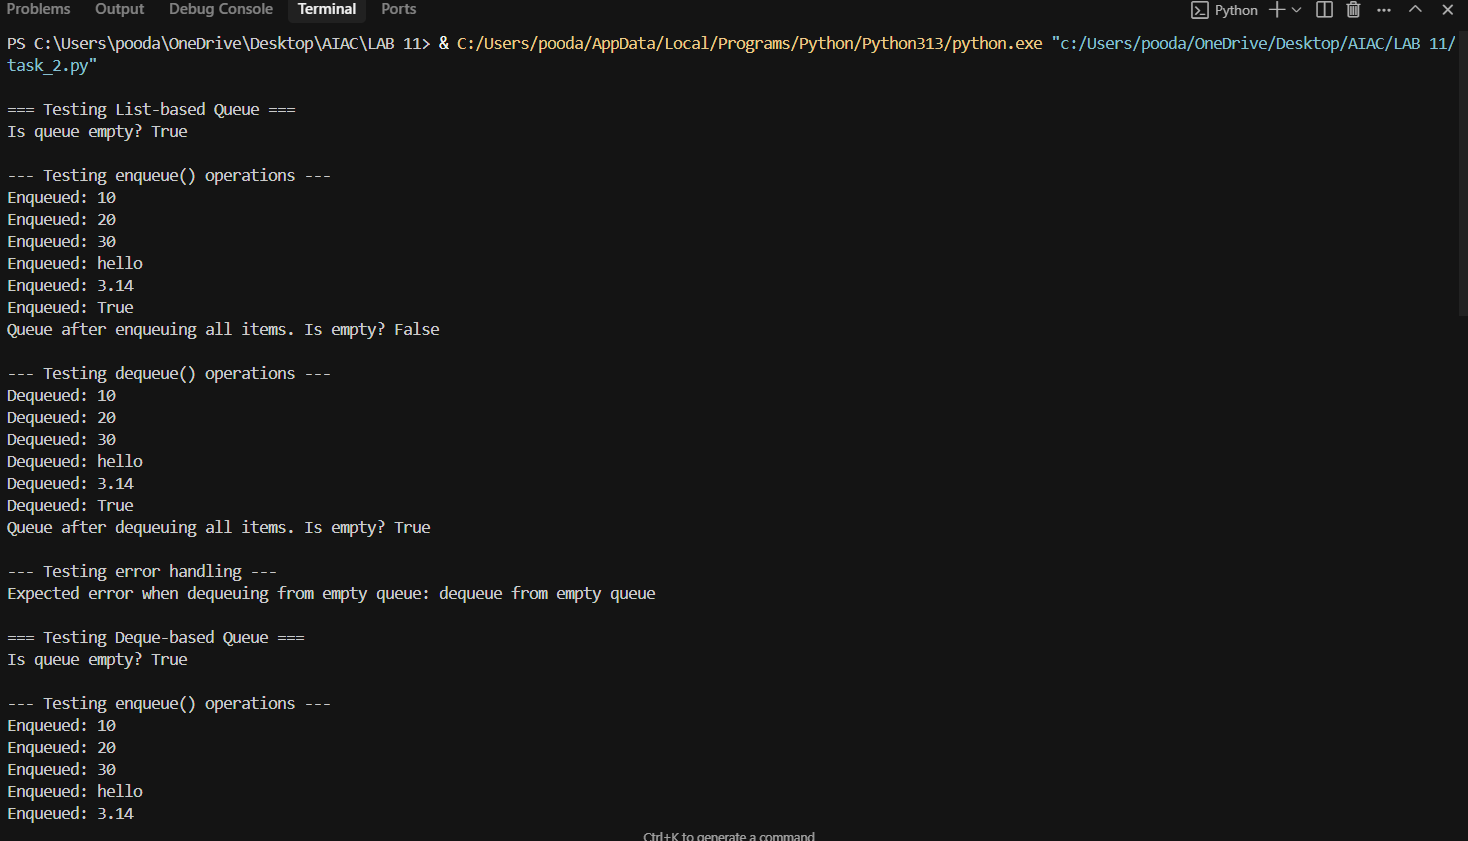 Problems Output Debug Console Terminal Ports Python
PS C:\Users\pooda\OneDrive\Desktop\AIAC\LAB 11> & C:/Users/pooda/AppData/Local/Programs/Python/Python313/python.exe "c:/Users/pooda/OneDrive/Desktop/AIAC/LAB 11/
task_2.py"
=== Testing List-based Queue ===
Is queue empty? True
--- Testing enqueue() operations ---
Enqueued: 10
Enqueued: 20
Enqueued: 30
Enqueued: hello
Enqueued: 3.14
Enqueued: True
Queue after enqueuing all items. Is empty? False
--- Testing dequeue() operations ---
Dequeued: 10
Dequeued: 20
Dequeued: 30
Dequeued: hello
Dequeued: 3.14
Dequeued: True
Queue after dequeuing all items. Is empty? True
--- Testing error handling ---
Expected error when dequeuing from empty queue: dequeue from empty queue
=== Testing Deque-based Queue ===
Is queue empty? True
--- Testing enqueue() operations ---
Enqueued: 10
Enqueued: 20
Enqueued: 30
Enqueued: hello
Enqueued: 3.14
Ctrl+K to generate a command